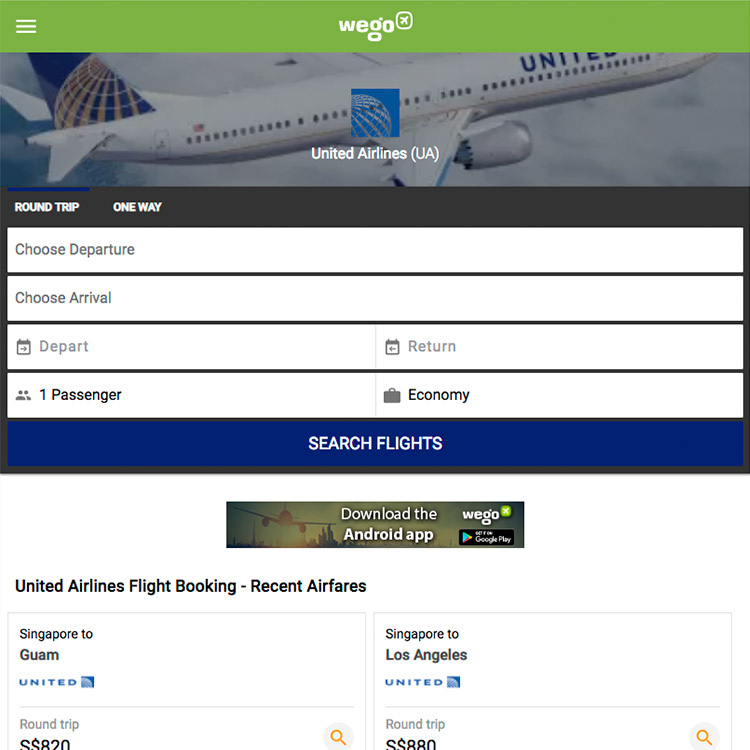 wego
UNITED
United Airlines (UA)
ROUND TRIP ONE WAY
Choose Departure
Choose Arrival
Depart Return
1 Passenger Economy
SEARCH FLIGHTS
Download the wego
Android app GET IT ON
Google Play
United Airlines Flight Booking - Recent Airfares
Singapore to Singapore to
Guam Los Angeles
UNITED UNITED
Round trip Round trip
S$820 S$880